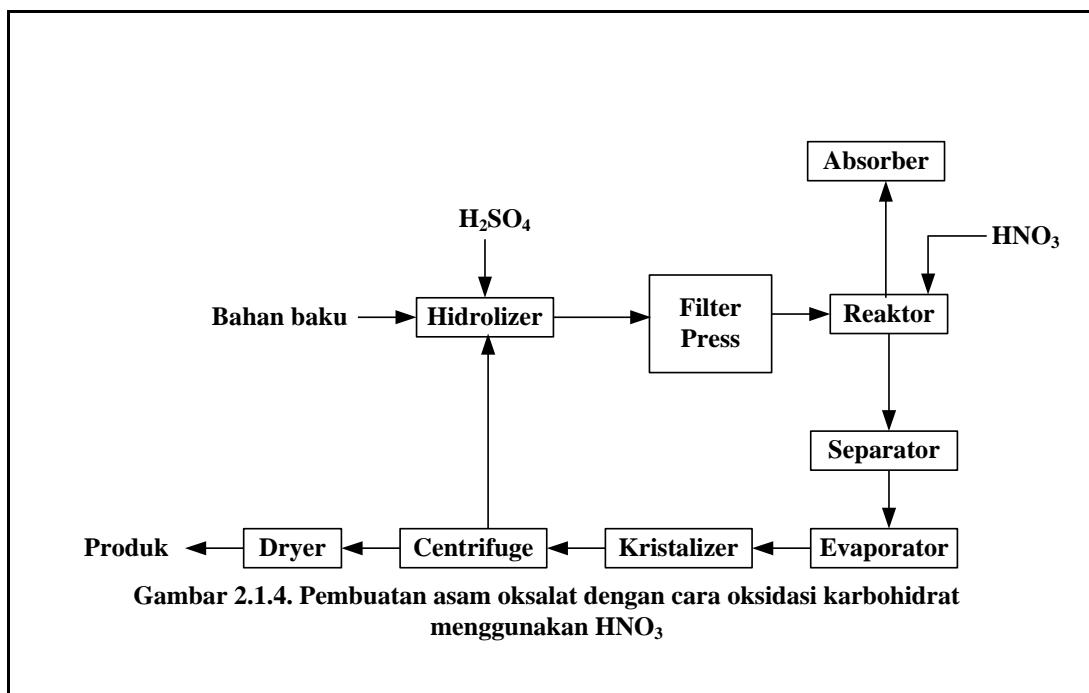 Absorber
H₂SO₄
HNO₃
Bahan baku
Hidrolizer
Filter
Press
Reaktor
Separator
Produk
Dryer
Centrifuge
Kristalizer
Evaporator
Gambar 2.1.4. Pembuatan asam oksalat dengan cara oksidasi karbohidrat
menggunakan HNO₃